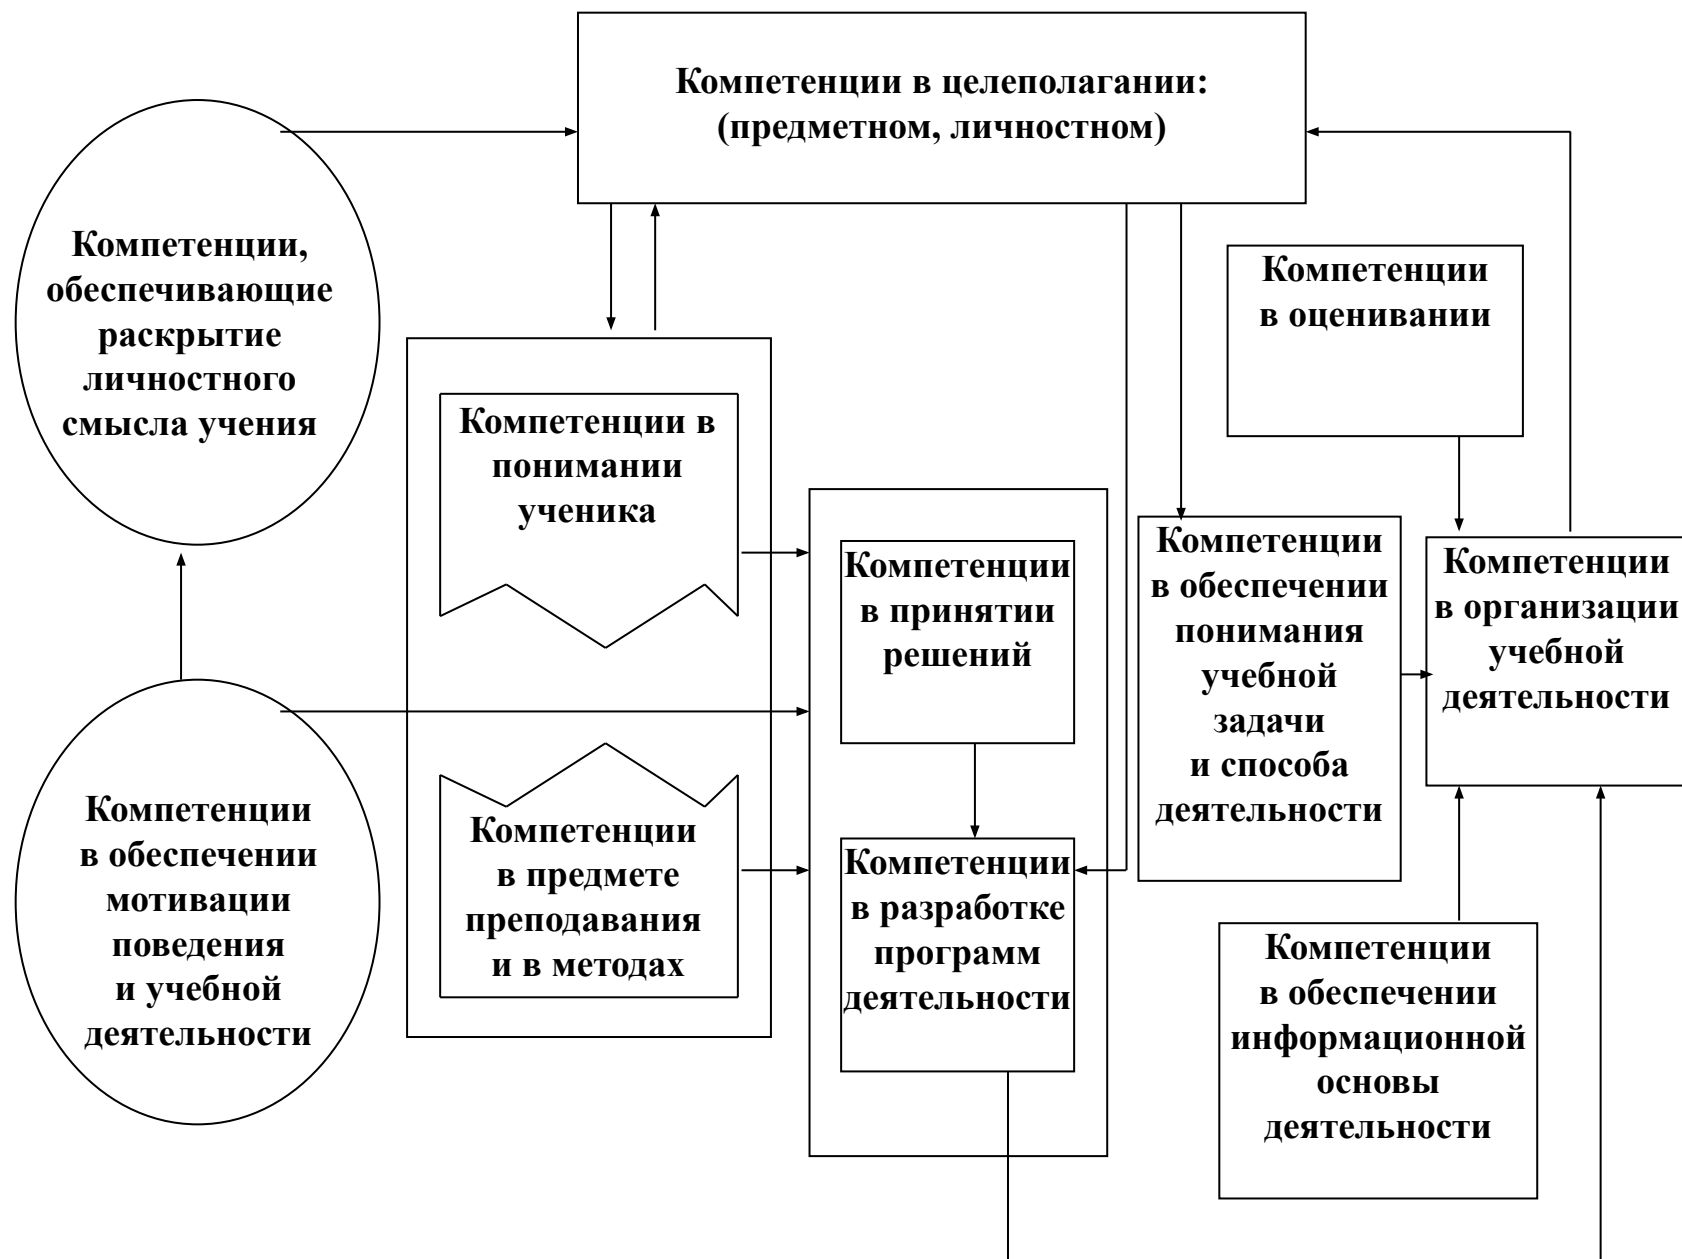 Компетенции в целеполагании:
(предметном, личностном)
Компетенции,
обеспечивающие
раскрытие
личностного
смысла учения
Компетенции
в оценивании
Компетенции в
понимании
ученика
Компетенции
в принятии
решений
Компетенции
в обеспечении
понимания
учебной
задачи
и способа
деятельности
Компетенции
в организации
учебной
деятельности
Компетенции
в обеспечении
мотивации
поведения
и учебной
деятельности
Компетенции
в предмете
преподавания
и в методах
Компетенции
в разработке
программ
деятельности
Компетенции
в обеспечении
информационной
основы
деятельности